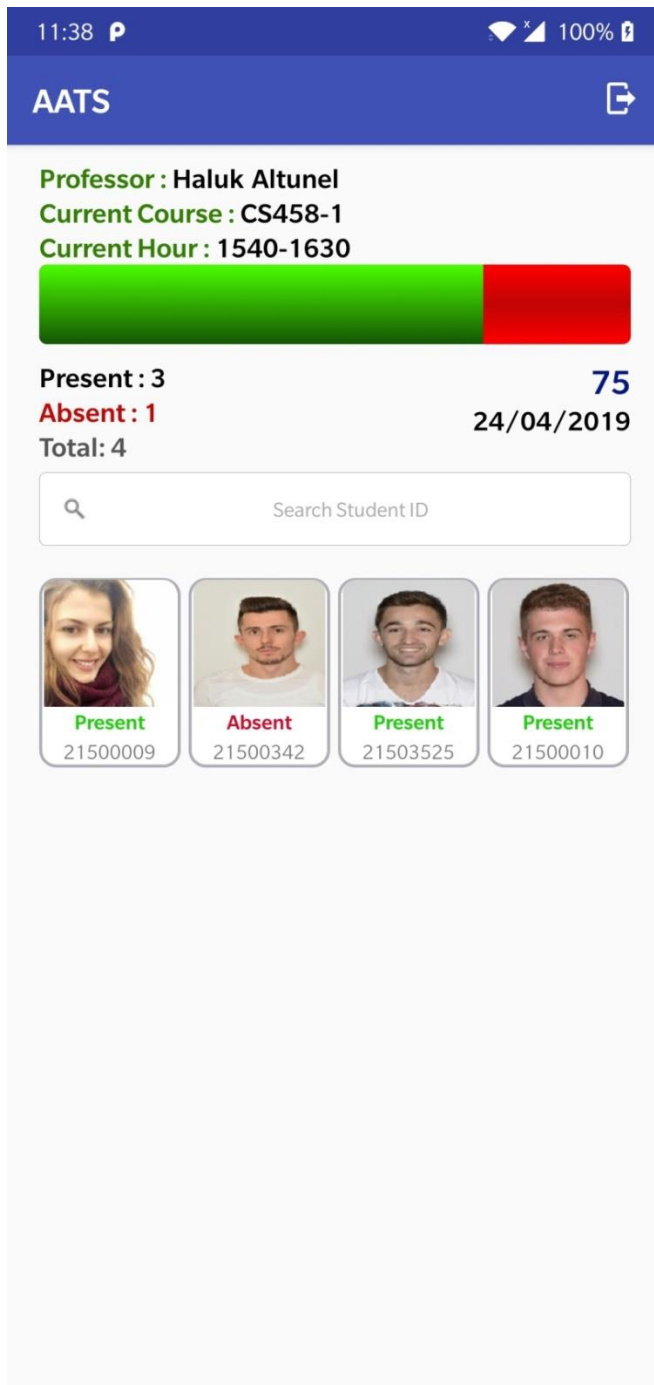 11:38 100%
AATS
Professor : Haluk Altunel
Current Course : CS458-1
Current Hour : 1540-1630
Present : 3
75
Absent : 1
24/04/2019
Total: 4
Search Student ID
Present Absent Present Present
21500009 21500342 21503525 21500010